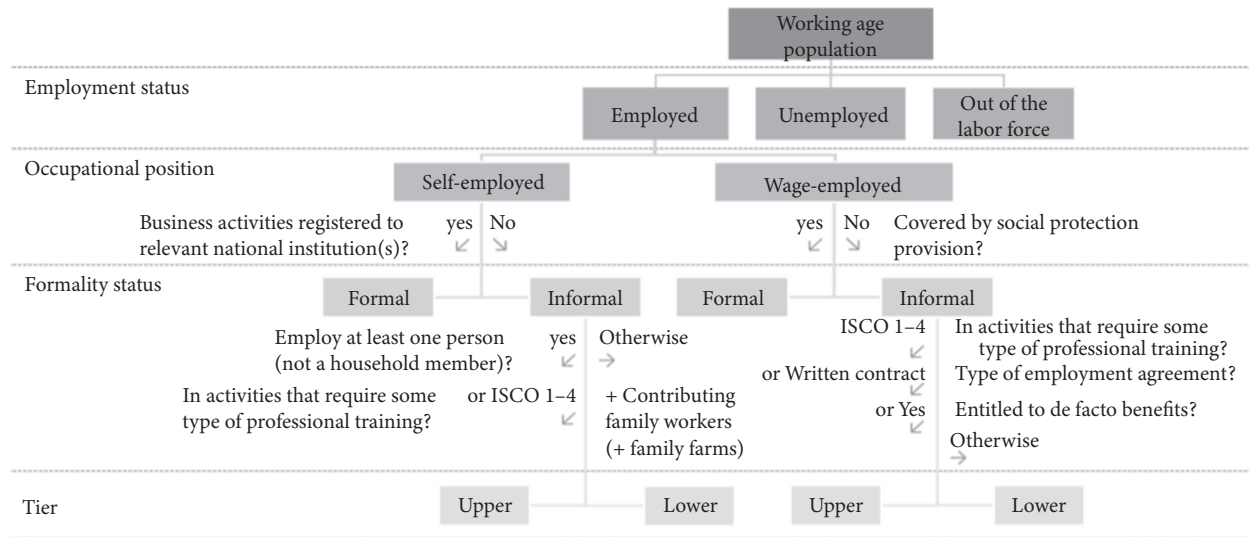 Working age
population
Employment status
Employed
Unemployed
Out of the
labor force
Occupational position
Self-employed
Wage-employed
Business activities registered to
relevant national institution(s)?
yes
No
yes
No
Covered by social protection
provision?
Formality status
Formal
Informal
Formal
Informal
Employ at least one person
(not a household member)?
yes
Otherwise
In activities that require some
type of professional training?
or ISCO 1–4
+ Contributing
family workers
(+ family farms)
ISCO 1–4
In activities that require some
type of professional training?
or Written contract
Type of employment agreement?
or Yes
Entitled to de facto benefits?
Otherwise
Tier
Upper
Lower
Upper
Lower